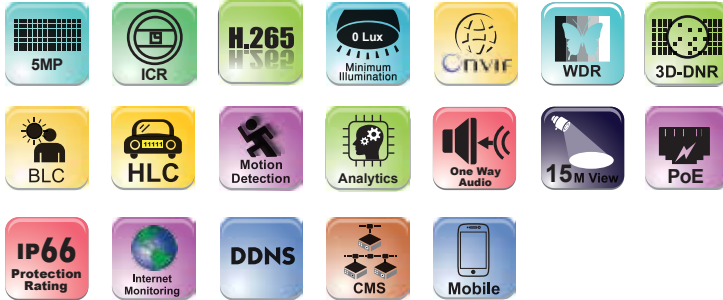 5MP
ICR
H.265
0 Lux
Minimum
Illumination
ONVIF
WDR
3D-DNR
BLC
HLC
11111
Motion
Detection
Analytics
One Way
Audio
15M View
PoE
IP66
Protection
Rating
Internet
Monitoring
DDNS
CMS
Mobile